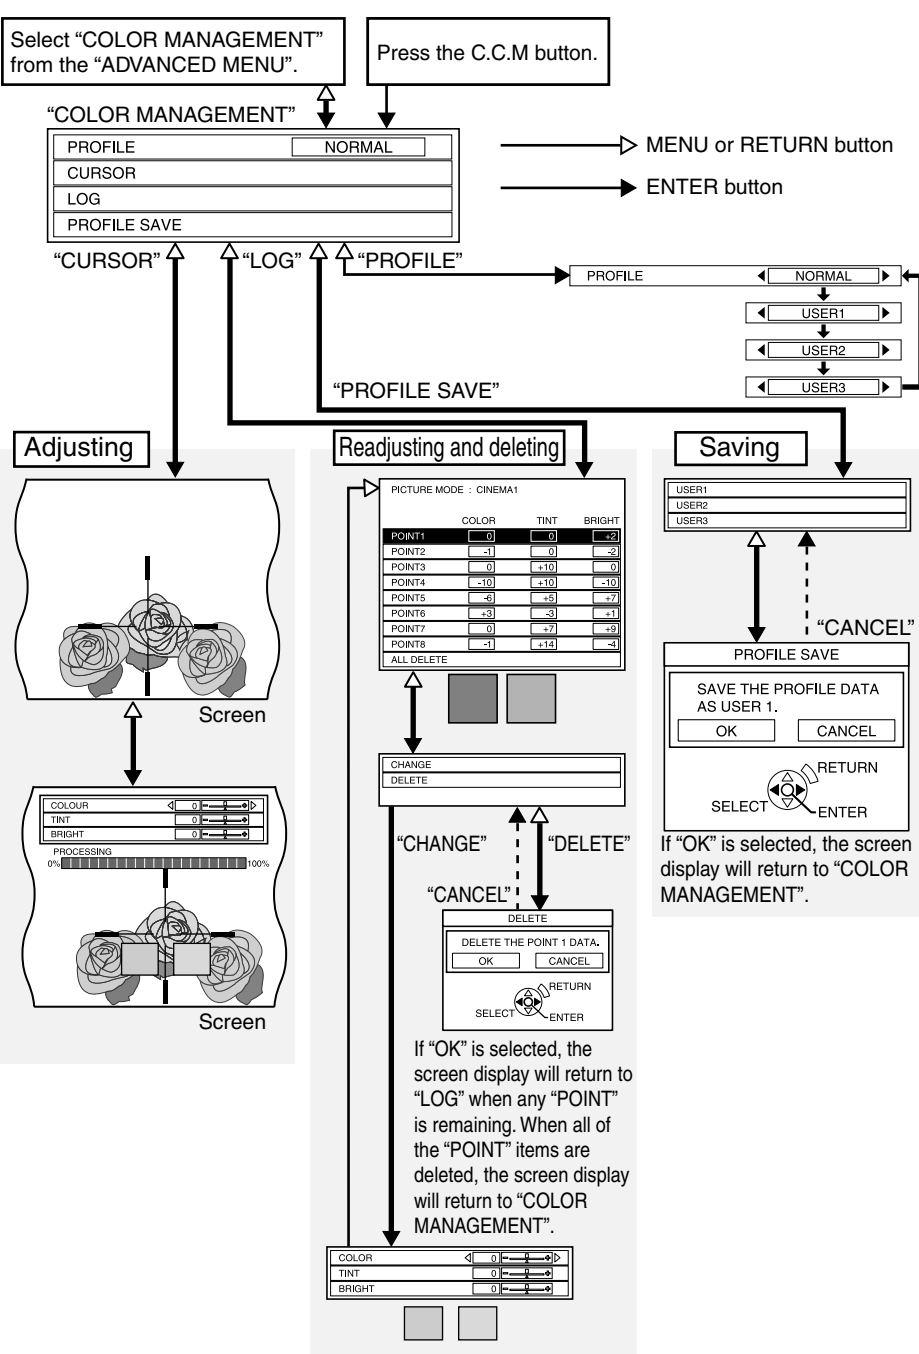 Select “COLOR MANAGEMENT”
from the “ADVANCED MENU”.
Press the C.C.M button.
“COLOR MANAGEMENT”
PROFILE NORMAL
CURSOR
LOG
PROFILE SAVE
MENU or RETURN button
ENTER button
“CURSOR” “LOG” “PROFILE”
PROFILE NORMAL
USER1
USER2
USER3
“PROFILE SAVE”
Adjusting
Screen
COLOUR 0
TINT 0
BRIGHT 0
PROCESSING
0% 100%
Screen
Readjusting and deleting
PICTURE MODE : CINEMA1
COLOR TINT BRIGHT
POINT1 0 0 +2
POINT2 -1 0 -2
POINT3 0 +10 0
POINT4 -10 +10 -10
POINT5 -6 +5 +7
POINT6 +3 -3 +1
POINT7 0 +7 +9
POINT8 -1 +14 -4
ALL DELETE
CHANGE
DELETE
“CHANGE” “DELETE”
“CANCEL”
DELETE
DELETE THE POINT 1 DATA.
OK CANCEL
RETURN
SELECT ENTER
If “OK” is selected, the
screen display will return to
“LOG” when any “POINT”
is remaining. When all of
the “POINT” items are
deleted, the screen display
will return to “COLOR
MANAGEMENT”.
COLOR 0
TINT 0
BRIGHT 0
Saving
USER1
USER2
USER3
“CANCEL”
PROFILE SAVE
SAVE THE PROFILE DATA
AS USER 1.
OK CANCEL
RETURN
SELECT ENTER
If “OK” is selected, the screen
display will return to “COLOR
MANAGEMENT”.